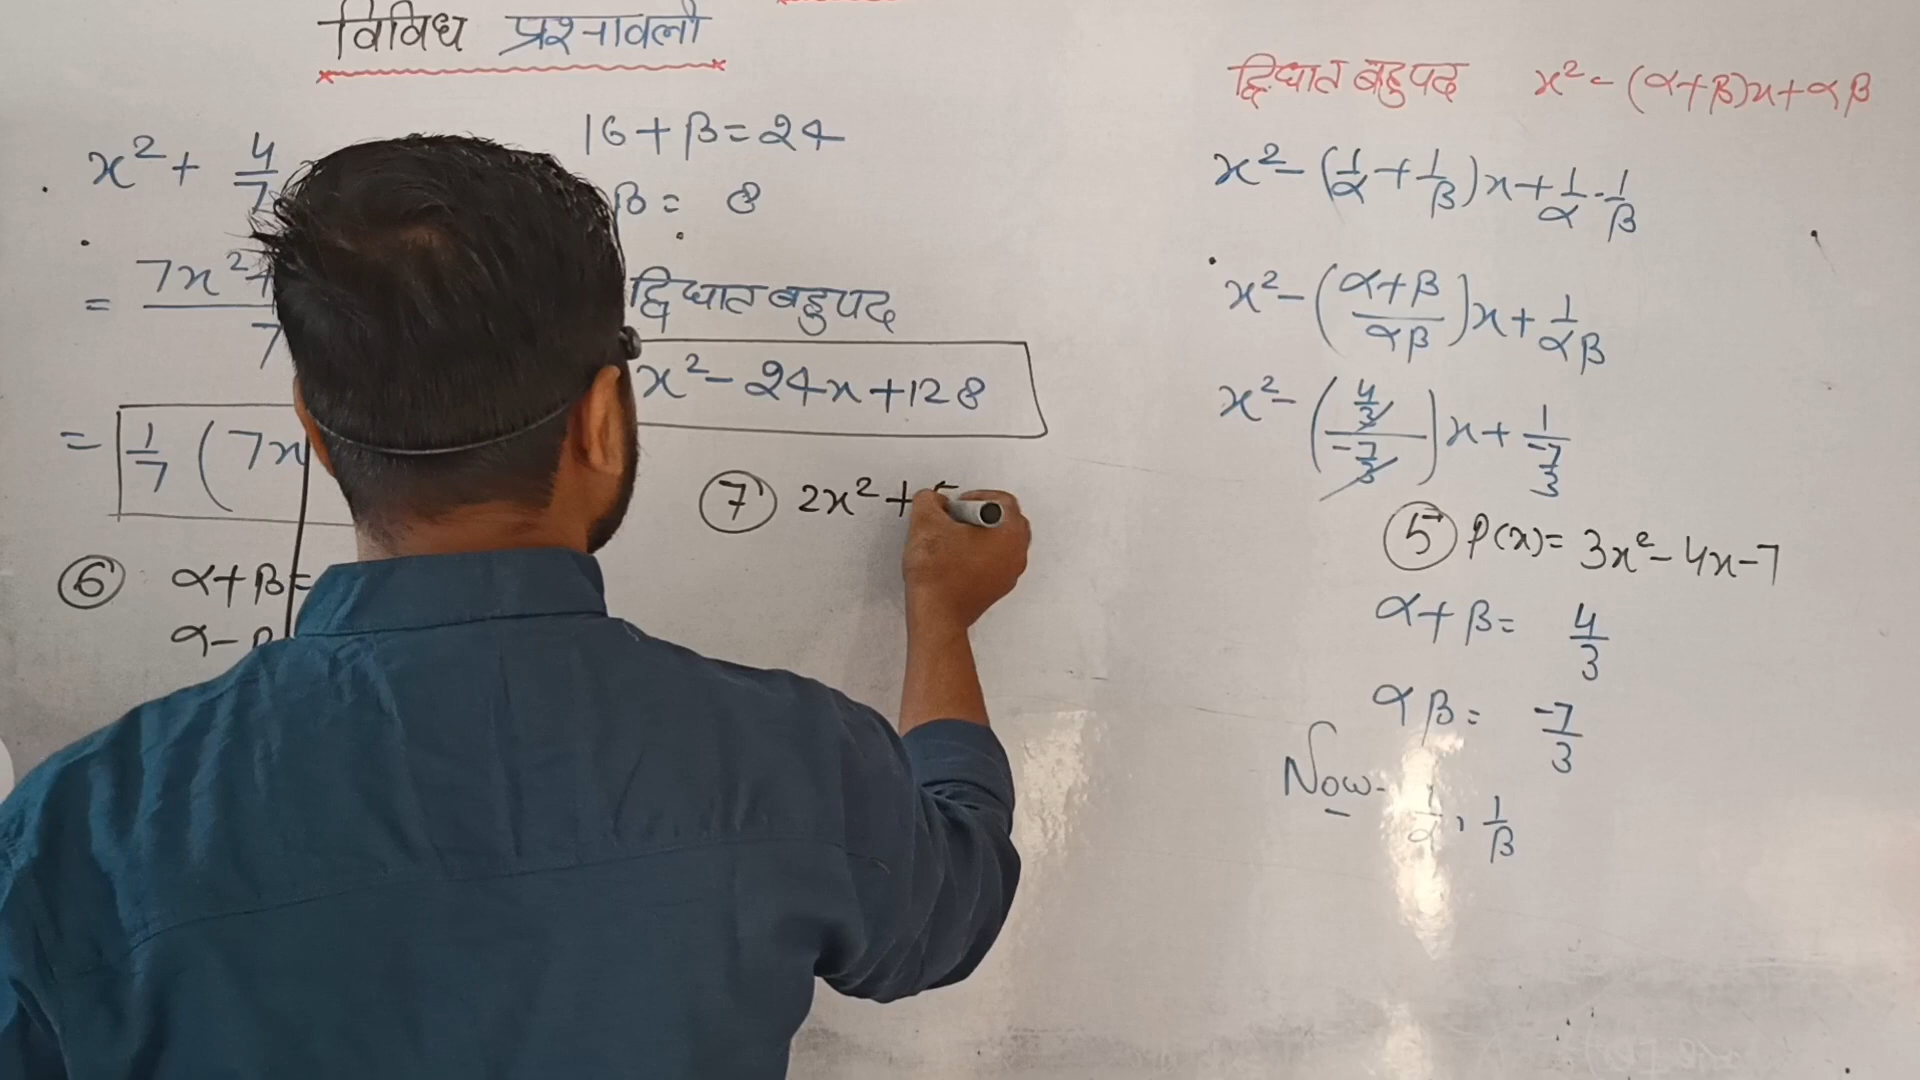 विविध प्रश्नावली
x² + 4/7
= 7x²+ / 7
= 1/7 (7x
⑥ α+β=
α-β
16+β=24
β= 8
द्विघात बहुपद
x²-24x+128
⑦ 2x² +
द्विघात बहुपद x²-(α+β)x+αβ
x²-(1/α+1/β)x+1/α·1/β
x²-((α+β)/(αβ))x+1/(αβ)
x²-((4/3)/(-7/3))x+1/(-7/3)
⑤ P(x)= 3x²-4x-7
α+β= 4/3
αβ= -7/3
Now- 1/α, 1/β